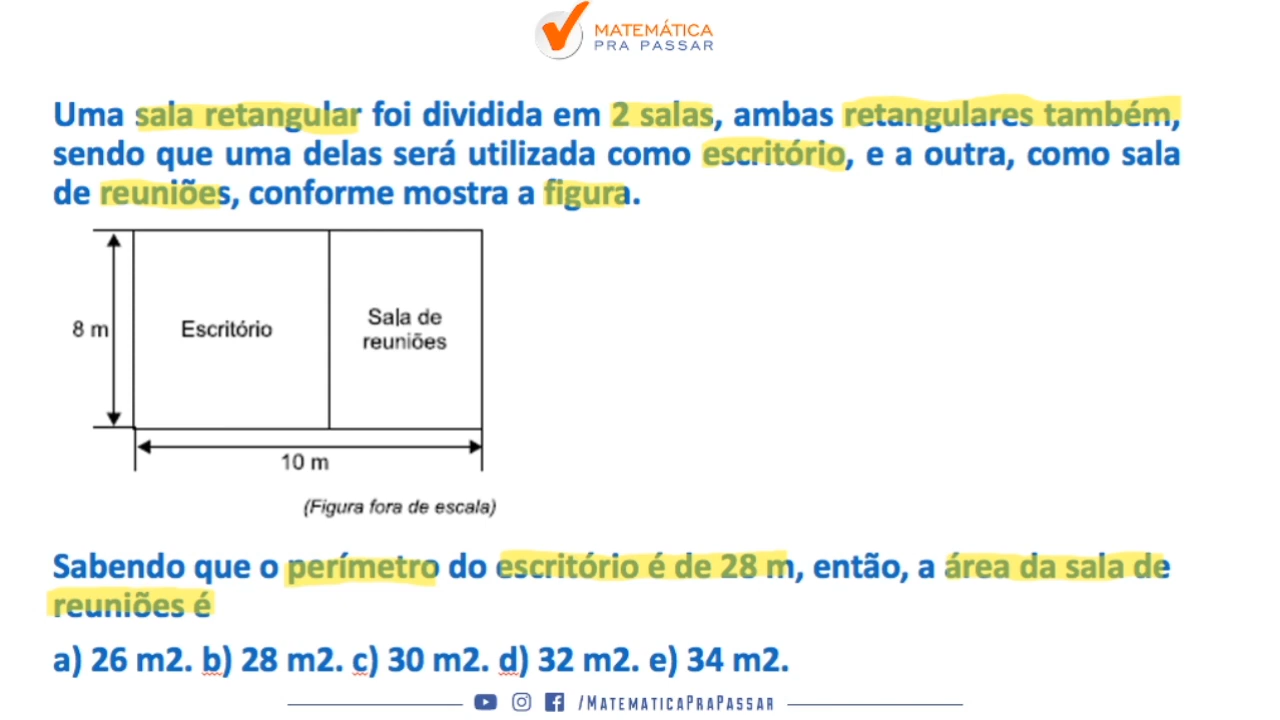 MATEMÁTICA
PRA PASSAR
Uma sala retangular foi dividida em 2 salas, ambas retangulares também,
sendo que uma delas será utilizada como escritório, e a outra, como sala
de reuniões, conforme mostra a figura.
8 m
Escritório
Sala de
reuniões
10 m
(Figura fora de escala)
Sabendo que o perímetro do escritório é de 28 m, então, a área da sala de
reuniões é
a) 26 m2. b) 28 m2. c) 30 m2. d) 32 m2. e) 34 m2.
/MATEMATICAPRAPASSAR